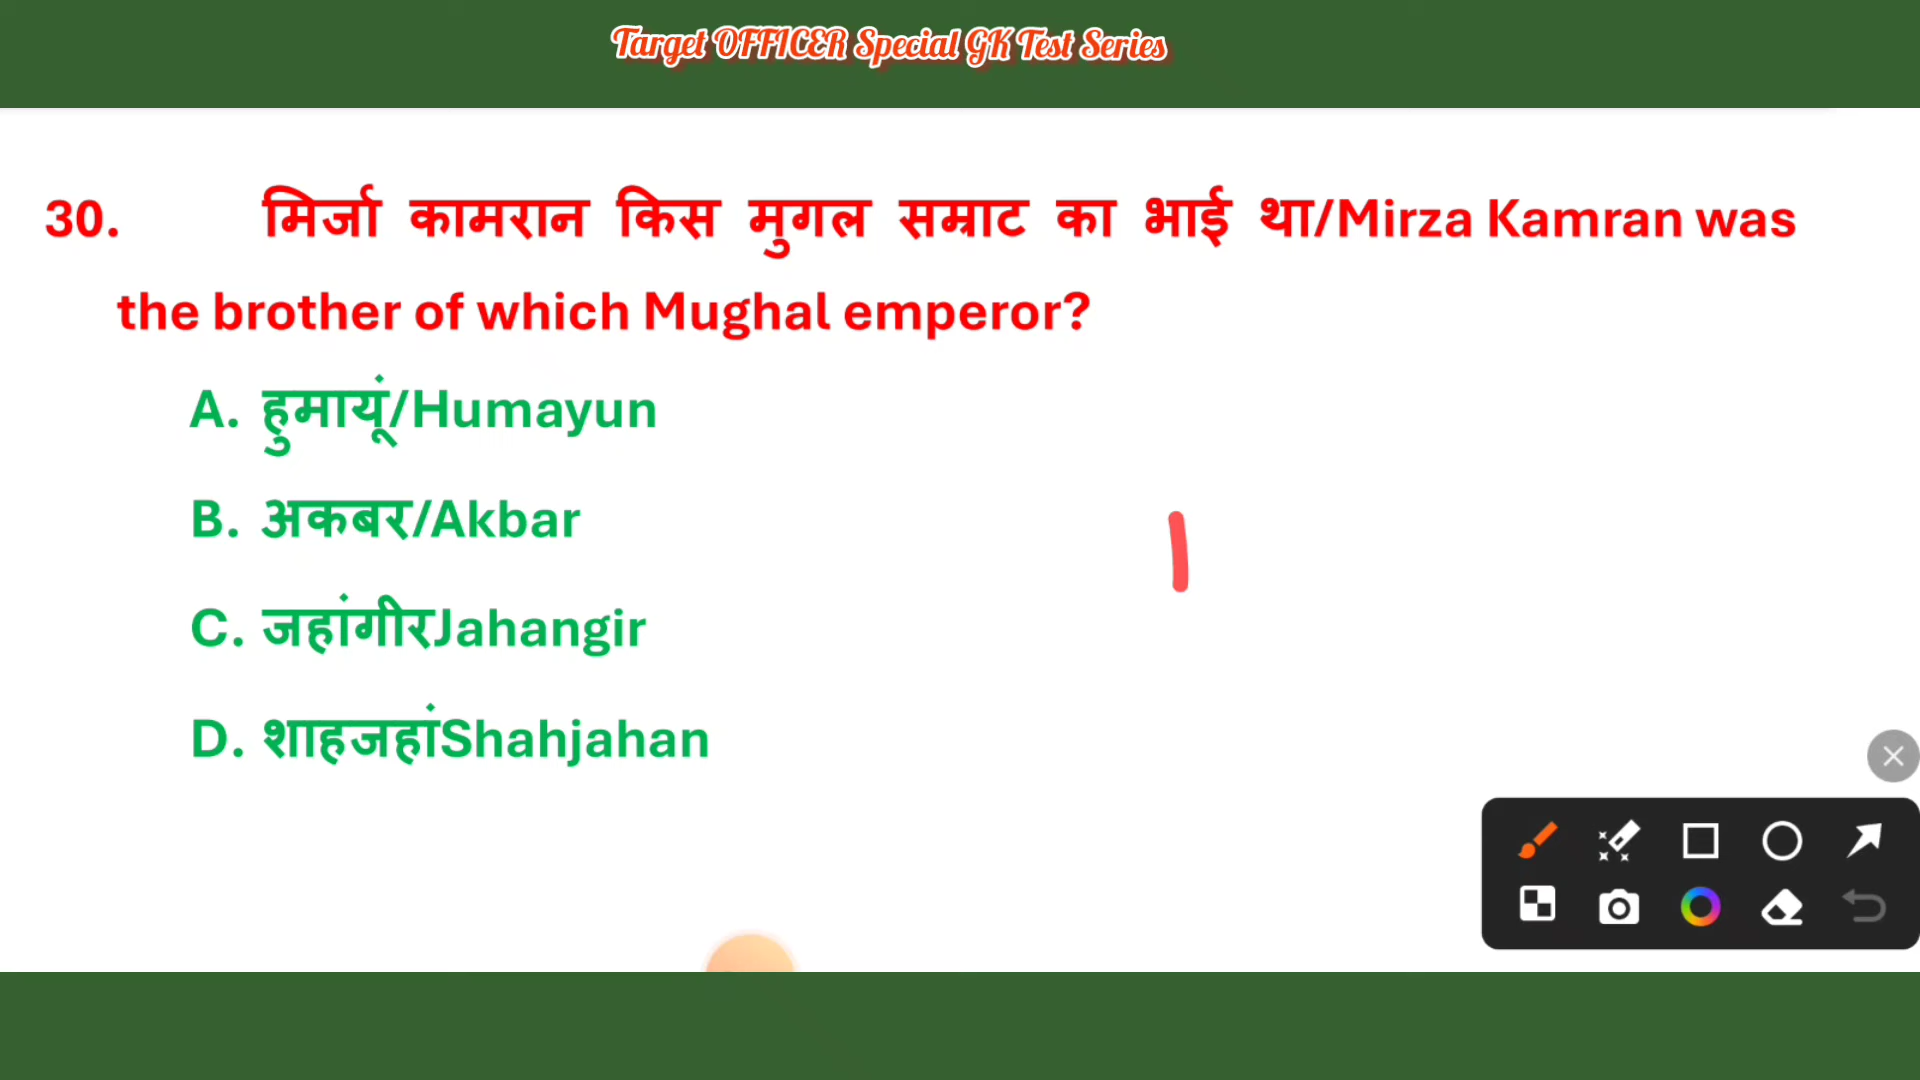 Target OFFICER Special GK Test Series
30. मिर्जा कामरान किस मुगल सम्राट का भाई था/Mirza Kamran was
the brother of which Mughal emperor?
A. हुमायूं/Humayun
B. अकबर/Akbar
C. जहांगीरJahangir
D. शाहजहांShahjahan